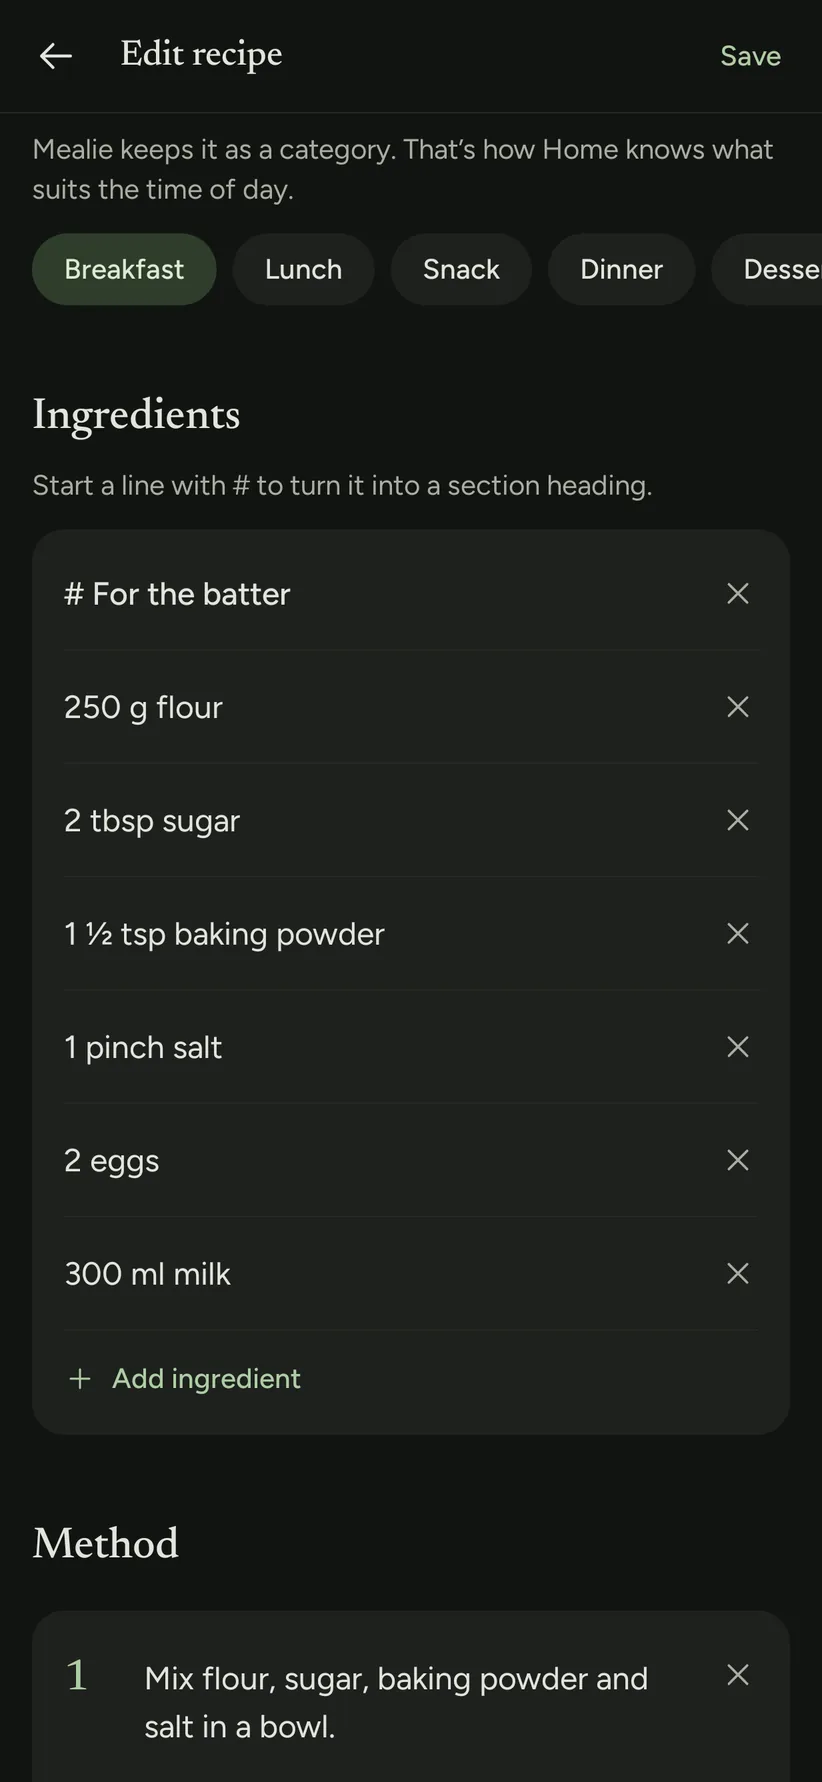 Edit recipe
Save
Mealie keeps it as a category. That’s how Home knows what
suits the time of day.
Breakfast
Lunch
Snack
Dinner
Desse
Ingredients
Start a line with # to turn it into a section heading.
# For the batter
250 g flour
2 tbsp sugar
1 ½ tsp baking powder
1 pinch salt
2 eggs
300 ml milk
+ Add ingredient
Method
1
Mix flour, sugar, baking powder and
salt in a bowl.